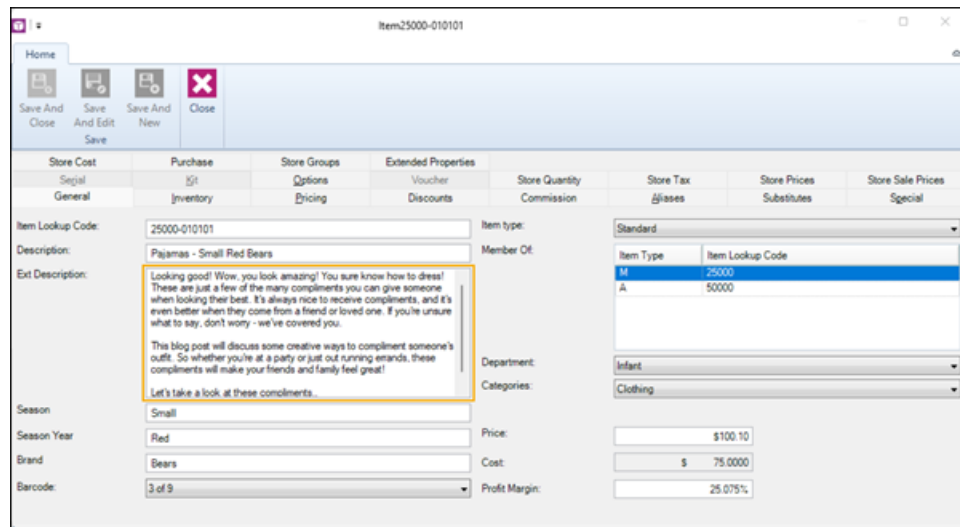 Item25000-010101
Home
Save And Close
Save And Edit
Save And New
Close
Save
Store Cost Purchase Store Groups Extended Properties
Serial Kit Options Voucher Store Quantity Store Tax Store Prices Store Sale Prices
General Inventory Pricing Discounts Commission Aliases Substitutes Special
Item Lookup Code: 25000-010101
Description: Pajamas - Small Red Bears
Ext Description:
Looking good! Wow, you look amazing! You sure know how to dress!
These are just a few of the many compliments you can give someone
when looking their best. It's always nice to receive compliments, and it's
even better when they come from a friend or loved one. If you're unsure
what to say, don't worry - we've covered you.
This blog post will discuss some creative ways to compliment someone's
outfit. So whether you're at a party or just out running errands, these
compliments will make your friends and family feel great!
Let's take a look at these compliments..
Season Small
Season Year Red
Brand Bears
Barcode: 3 of 9
Item type: Standard
Member Of:
Item Type Item Lookup Code
M 25000
A 50000
Department: Infant
Categories: Clothing
Price: $100.10
Cost: $ 75.0000
Profit Margin: 25.075%